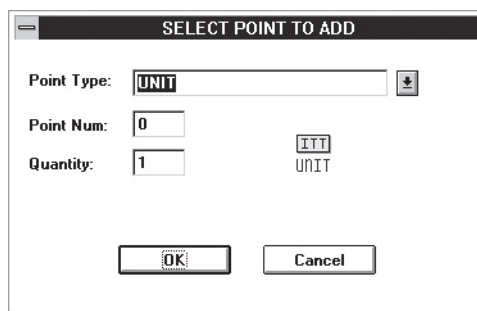 SELECT POINT TO ADD
Point Type: UNIT
Point Num: 0
Quantity: 1
ITT
UNIT
OK Cancel